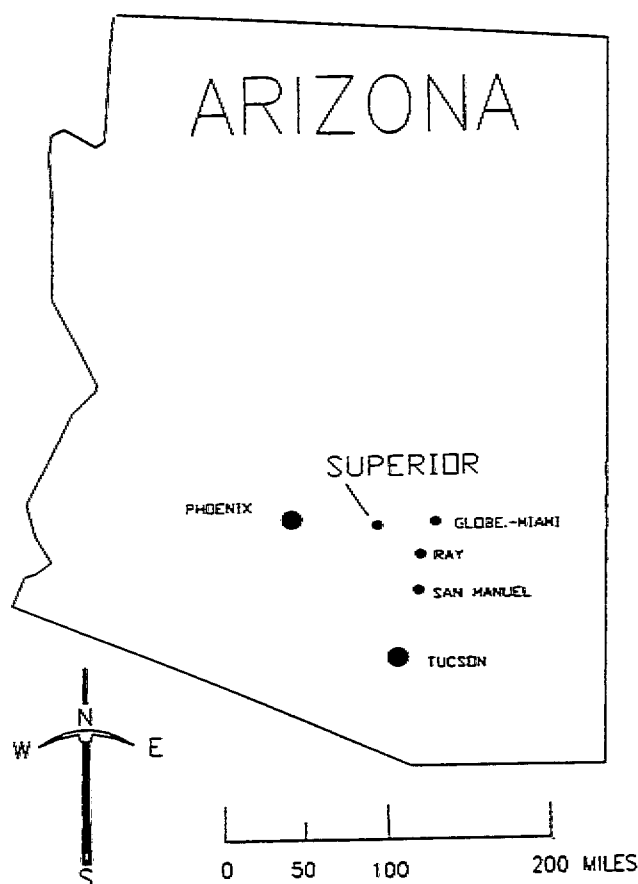 ARIZONA
SUPERIOR
PHOENIX
GLOBE.-MIAMI
RAY
SAN MANUEL
TUCSON
N
W E
S
0 50 100 200 MILES